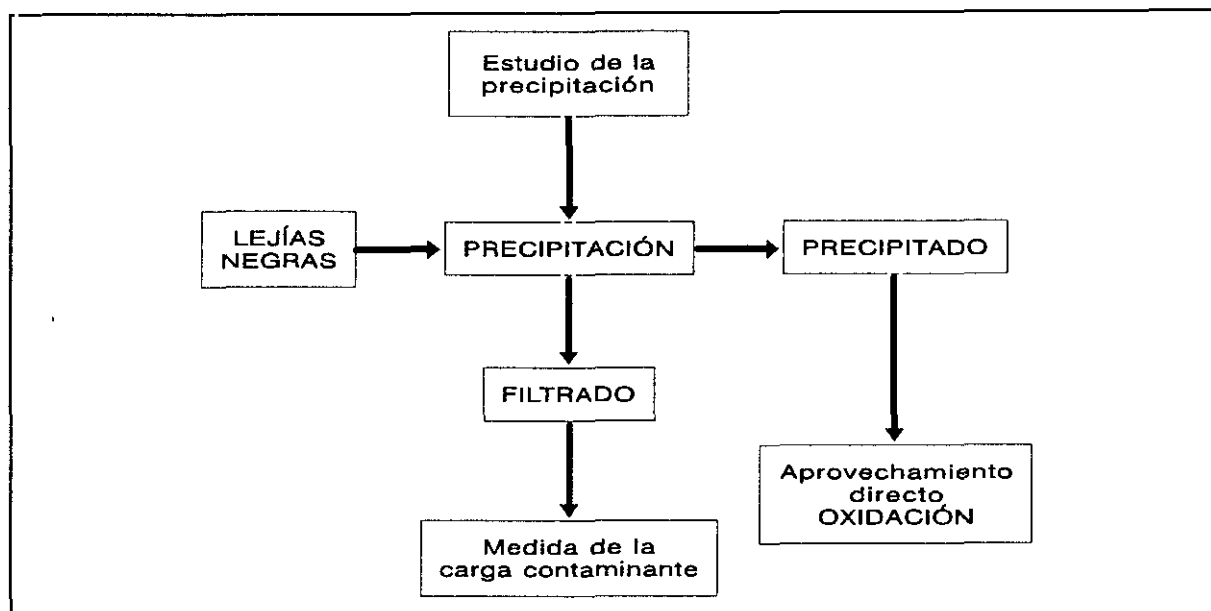 Estudio de la
precipitación
LEJÍAS
NEGRAS
PRECIPITACIÓN
PRECIPITADO
FILTRADO
Aprovechamiento
directo
OXIDACIÓN
Medida de la
carga contaminante